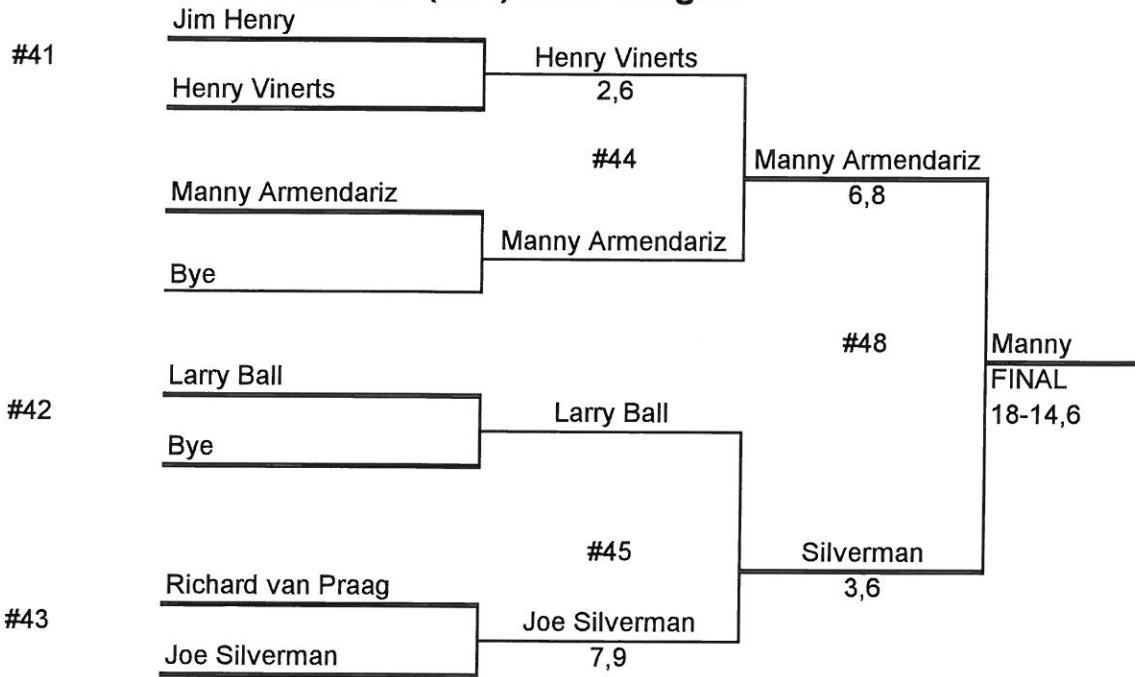 Jim Henry
#41
Henry Vinerts
Henry Vinerts
2,6
#44
Manny Armendariz
6,8
Manny Armendariz
Manny Armendariz
Bye
#48
Manny
FINAL
18-14,6
Larry Ball
#42
Larry Ball
Bye
#45
Silverman
3,6
Richard van Praag
#43
Joe Silverman
7,9
Joe Silverman